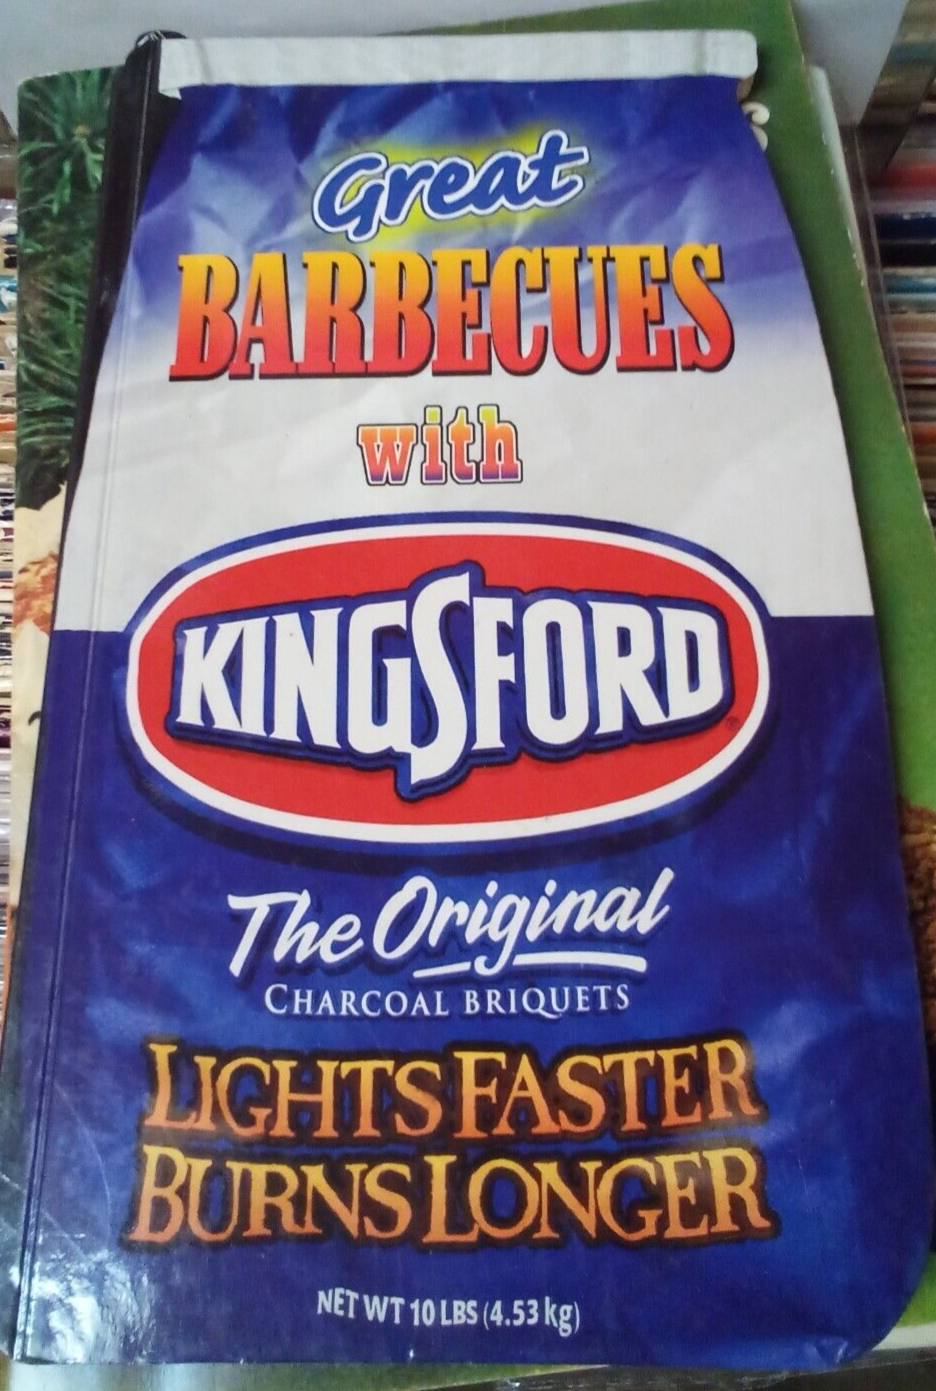 Great
BARBECUES
with
KINGSFORD
The Original
CHARCOAL BRIQUETS
LIGHTS FASTER
BURNS LONGER
NET WT 10 LBS (4.53 kg)